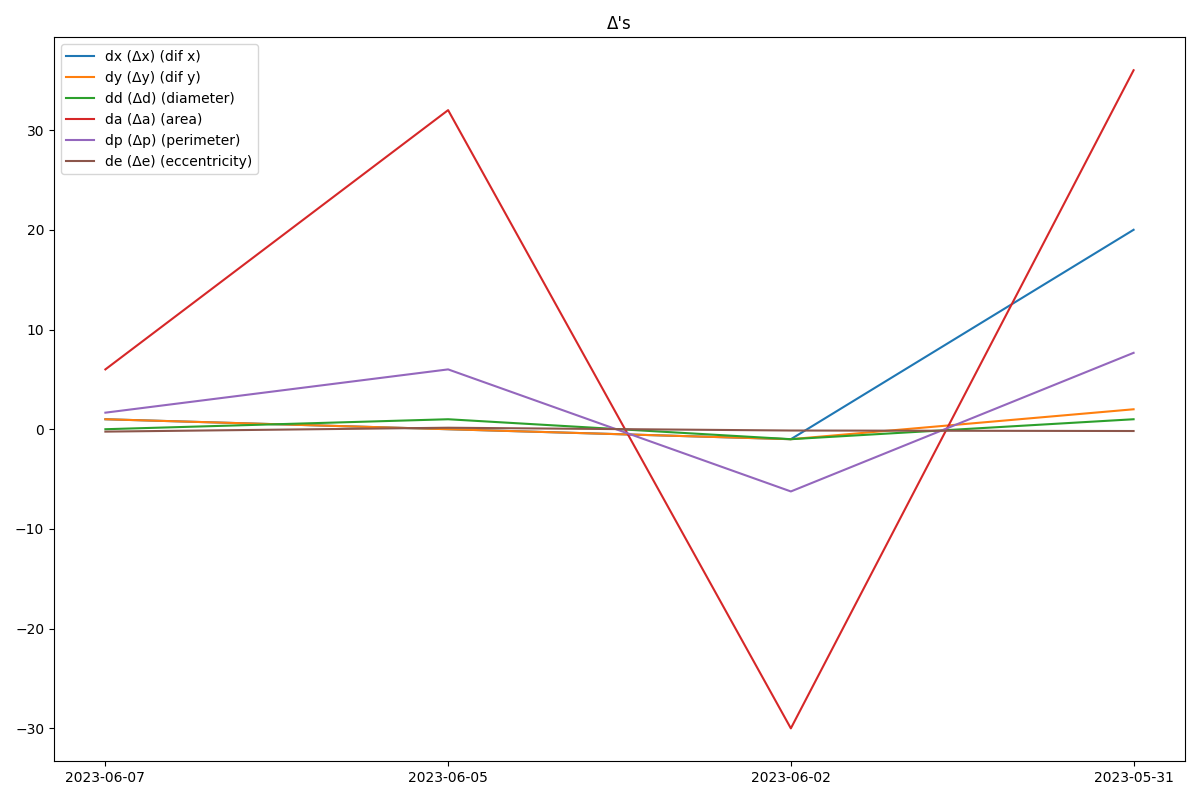 Δ's
dx (Δx) (dif x)
dy (Δy) (dif y)
dd (Δd) (diameter)
da (Δa) (area)
dp (Δp) (perimeter)
de (Δe) (eccentricity)
30
20
10
0
−10
−20
−30
2023-06-07 2023-06-05 2023-06-02 2023-05-31